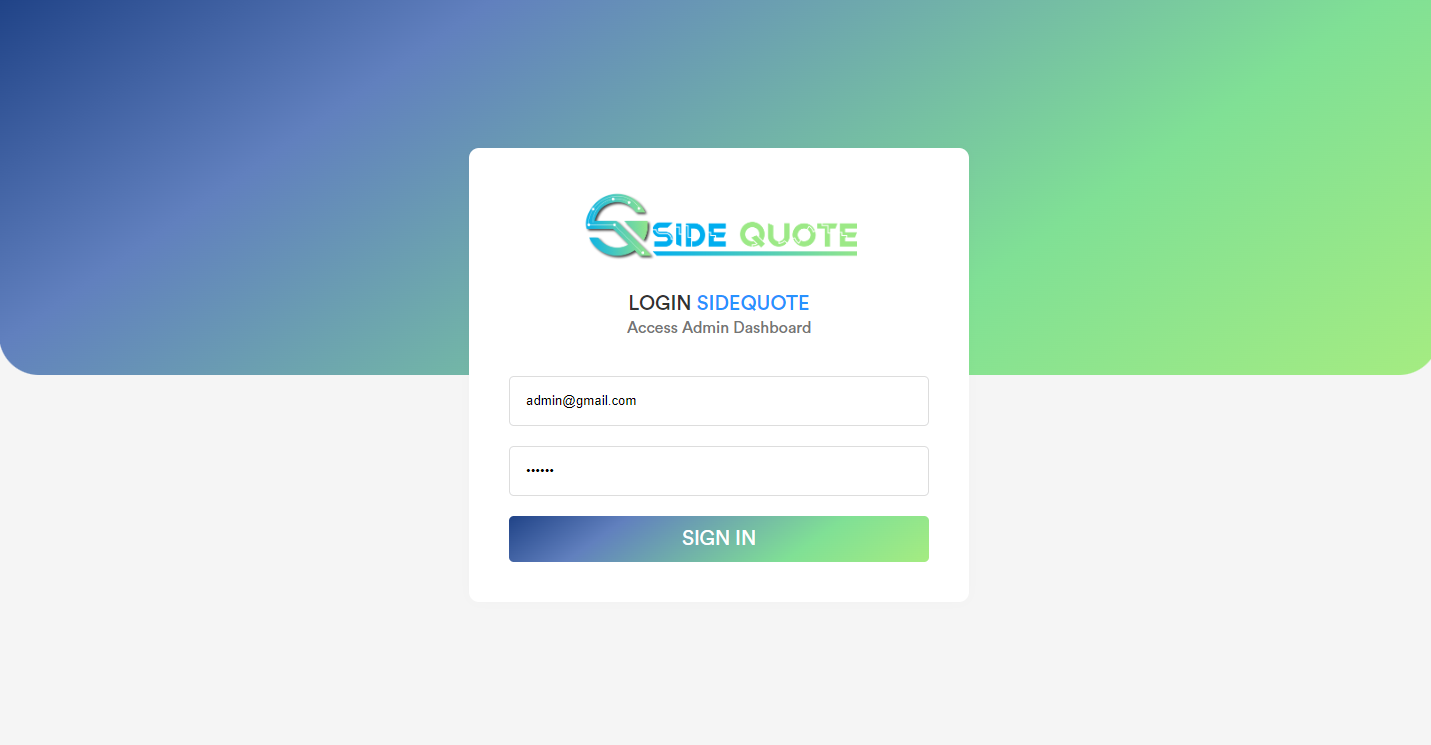 SIDE QUOTE
LOGIN SIDEQUOTE
Access Admin Dashboard
admin@gmail.com
••••••
SIGN IN